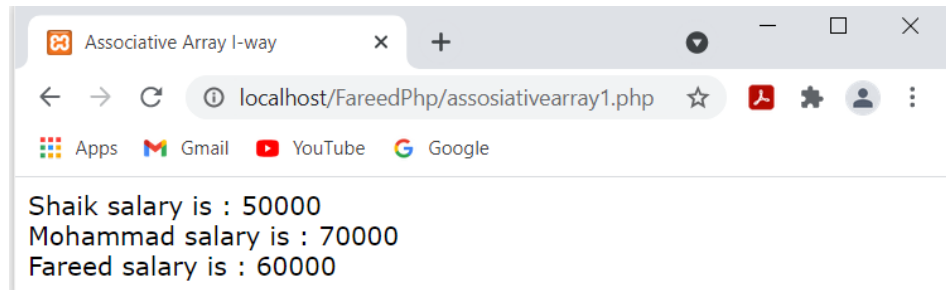 Associative Array I-way
localhost/FareedPhp/assosiativearray1.php
Apps Gmail YouTube Google
Shaik salary is : 50000
Mohammad salary is : 70000
Fareed salary is : 60000